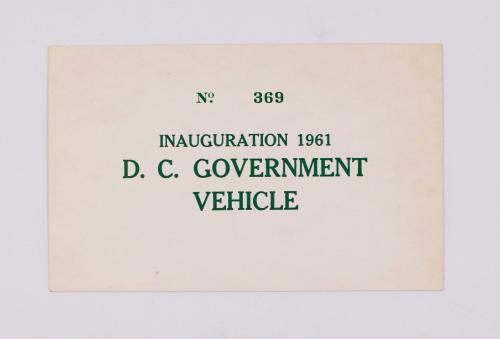 Nº 369
INAUGURATION 1961
D. C. GOVERNMENT
VEHICLE